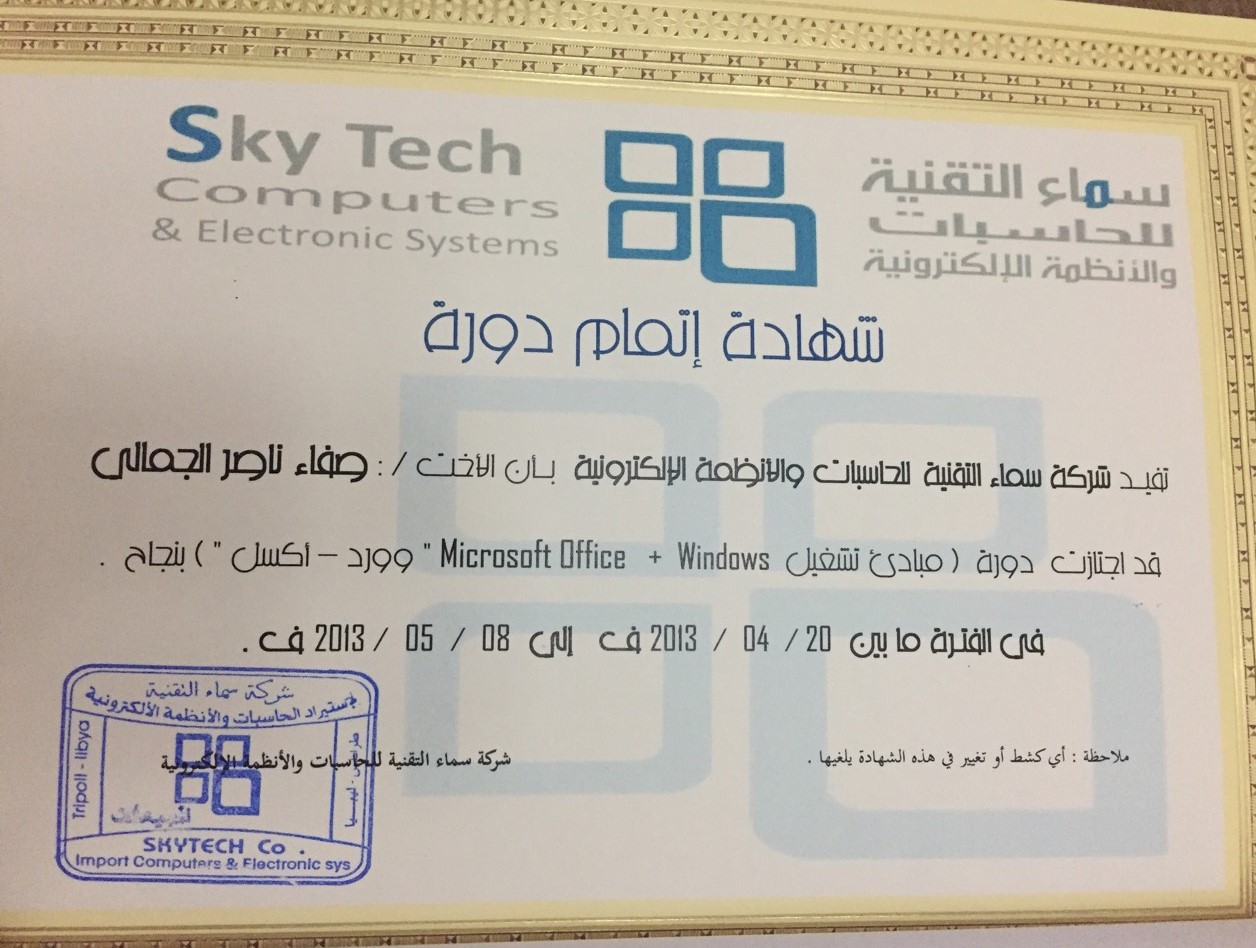 Sky Tech
Computers
& Electronic Systems
سماء التقنية
للحاسبات
والأنظمة الإلكترونية
شهادة إتمام دورة
تفيد شركة سماء التقنية للحاسبات والأنظمة الإلكترونية بأن الأخت / : صفاء ناصر الجمالي
قد اجتازت دورة ( مبادئ تشغيل Microsoft Office + Windows " وورد – أكسل " ) بنجاح .
في الفترة ما بين 20 / 04 / 2013 ف إلى 08 / 05 / 2013 ف .
ملاحظة : أي كشط أو تغيير في هذه الشهادة يلغيها .
شركة سماء التقنية للحاسبات والأنظمة الإلكترونية
شركة سماء التقنية
لاستيراد الحاسبات والأنظمة الألكترونية
Tripoli - libya
طرابلس - ليبيا
SKYTECH Co .
Import Computers & Electronic sys